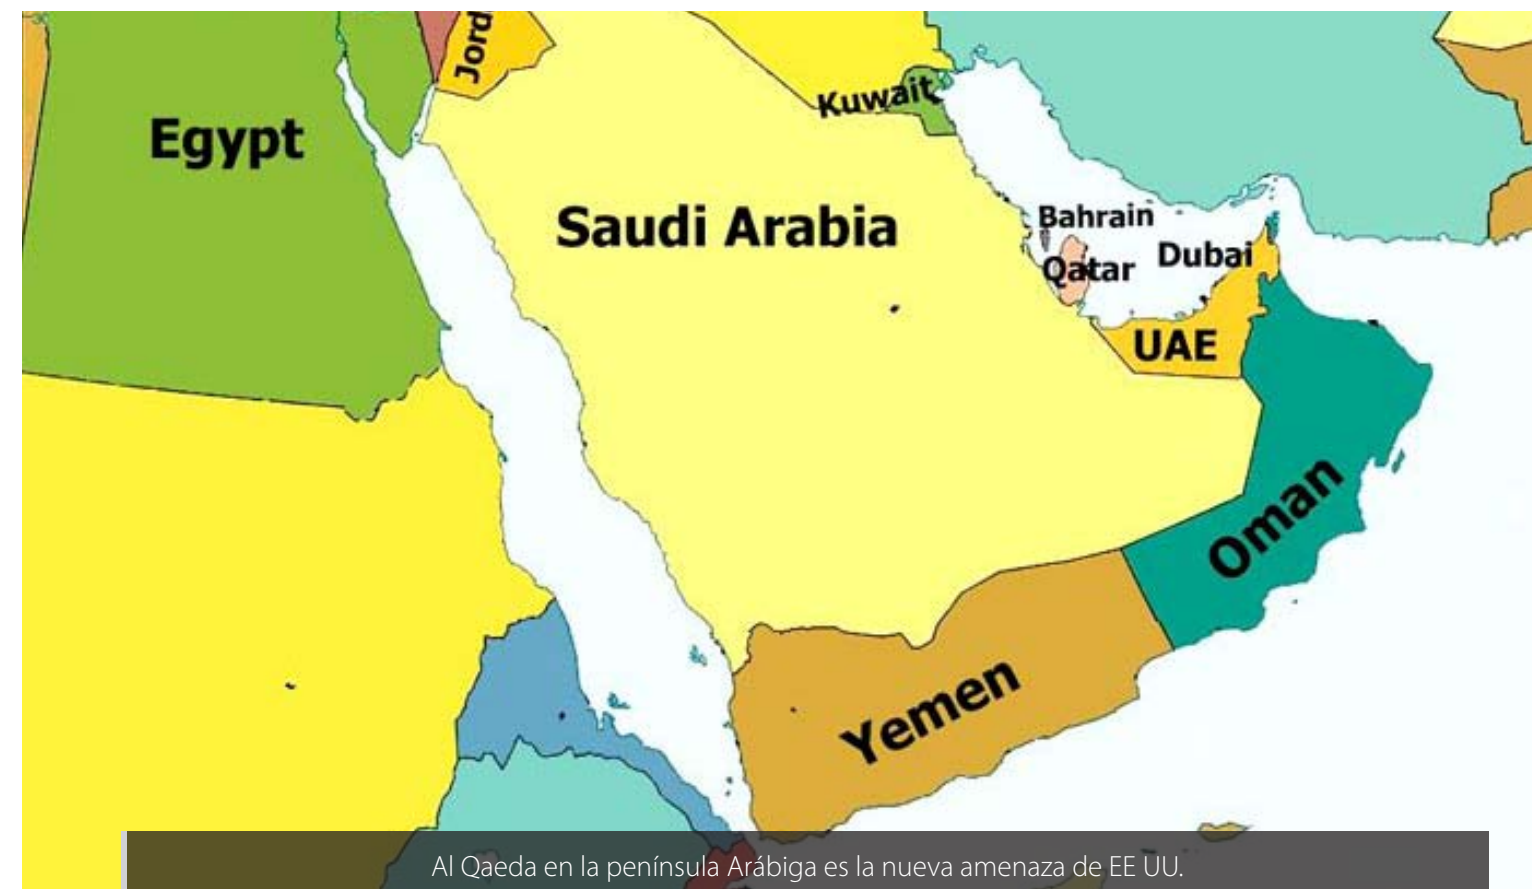 Jord
Kuwait
Egypt
Saudi Arabia
Bahrain
Qatar
Dubai
UAE
Oman
Yemen
Al Qaeda en la península Arábiga es la nueva amenaza de EE UU.